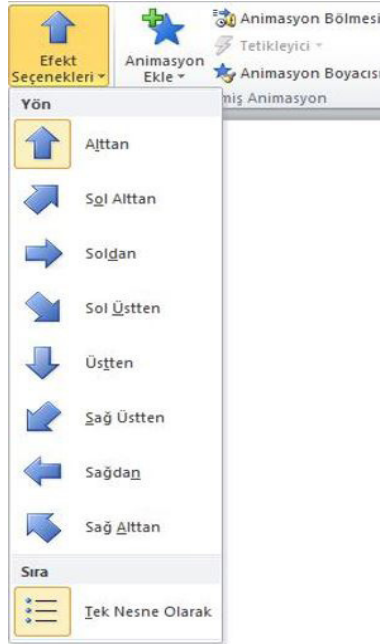 Efekt
Seçenekleri
Animasyon
Ekle
Animasyon Bölmesi
Tetikleyici
Animasyon Boyacısı
miş Animasyon
Yön
Alttan
Sol Alttan
Soldan
Sol Üstten
Üstten
Sağ Üstten
Sağdan
Sağ Alttan
Sıra
Tek Nesne Olarak